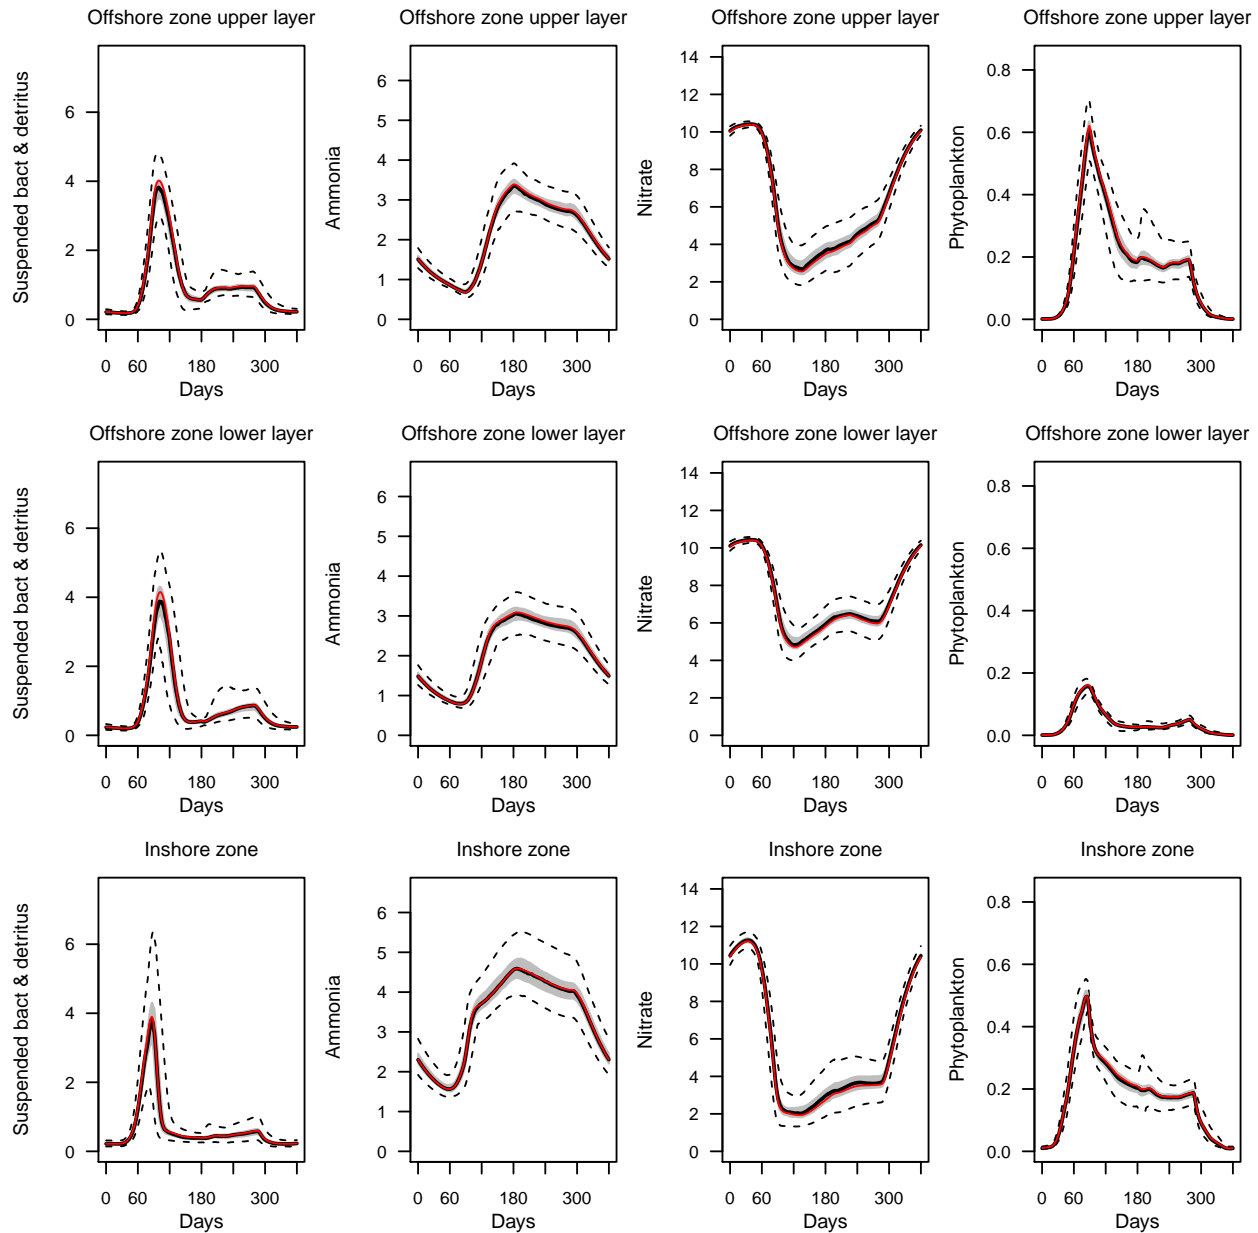 Offshore zone upper layer
Suspended bact & detritus
0 2 4 6
0 60 180 300
Days
Offshore zone upper layer
Ammonia
0 1 2 3 4 5 6
0 60 180 300
Days
Offshore zone upper layer
Nitrate
0 2 4 6 8 10 12 14
0 60 180 300
Days
Offshore zone upper layer
Phytoplankton
0.0 0.2 0.4 0.6 0.8
0 60 180 300
Days
Offshore zone lower layer
Suspended bact & detritus
0 2 4 6
0 60 180 300
Days
Offshore zone lower layer
Ammonia
0 1 2 3 4 5 6
0 60 180 300
Days
Offshore zone lower layer
Nitrate
0 2 4 6 8 10 12 14
0 60 180 300
Days
Offshore zone lower layer
Phytoplankton
0.0 0.2 0.4 0.6 0.8
0 60 180 300
Days
Inshore zone
Suspended bact & detritus
0 2 4 6
0 60 180 300
Days
Inshore zone
Ammonia
0 1 2 3 4 5 6
0 60 180 300
Days
Inshore zone
Nitrate
0 2 4 6 8 10 12 14
0 60 180 300
Days
Inshore zone
Phytoplankton
0.0 0.2 0.4 0.6 0.8
0 60 180 300
Days